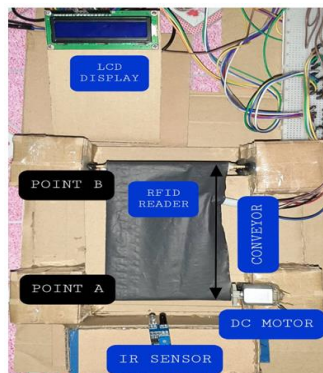 LCD
DISPLAY
POINT B
RFID
READER
CONVEYOR
POINT A
DC MOTOR
IR SENSOR